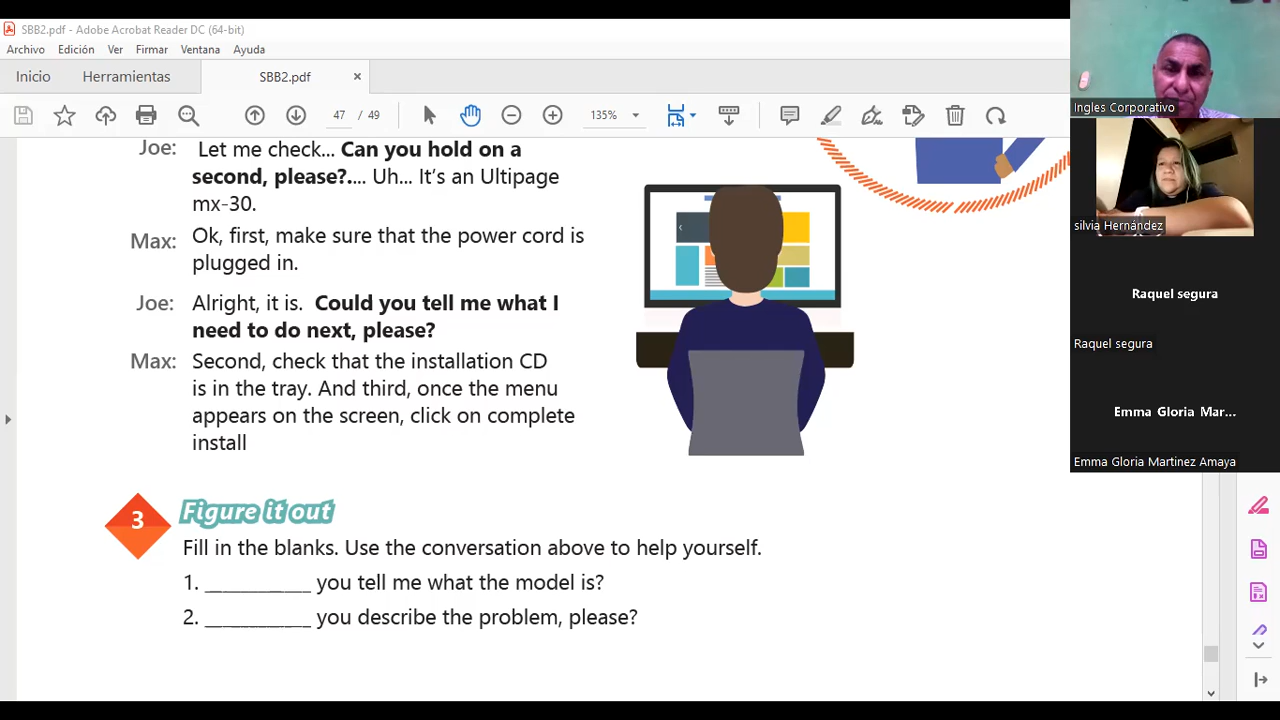 SBB2.pdf - Adobe Acrobat Reader DC (64-bit)
Archivo Edición Ver Firmar Ventana Ayuda
Inicio Herramientas SBB2.pdf ×
47 / 49 135%
Joe: Let me check... Can you hold on a
second, please?.... Uh... It's an Ultipage
mx-30.
Max: Ok, first, make sure that the power cord is
plugged in.
Joe: Alright, it is. Could you tell me what I
need to do next, please?
Max: Second, check that the installation CD
is in the tray. And third, once the menu
appears on the screen, click on complete
install
3 Figure it out
Fill in the blanks. Use the conversation above to help yourself.
1. __________ you tell me what the model is?
2. __________ you describe the problem, please?
Ingles Corporativo
silvia Hernández
Raquel segura
Raquel segura
Emma Gloria Mar...
Emma Gloria Martinez Amaya